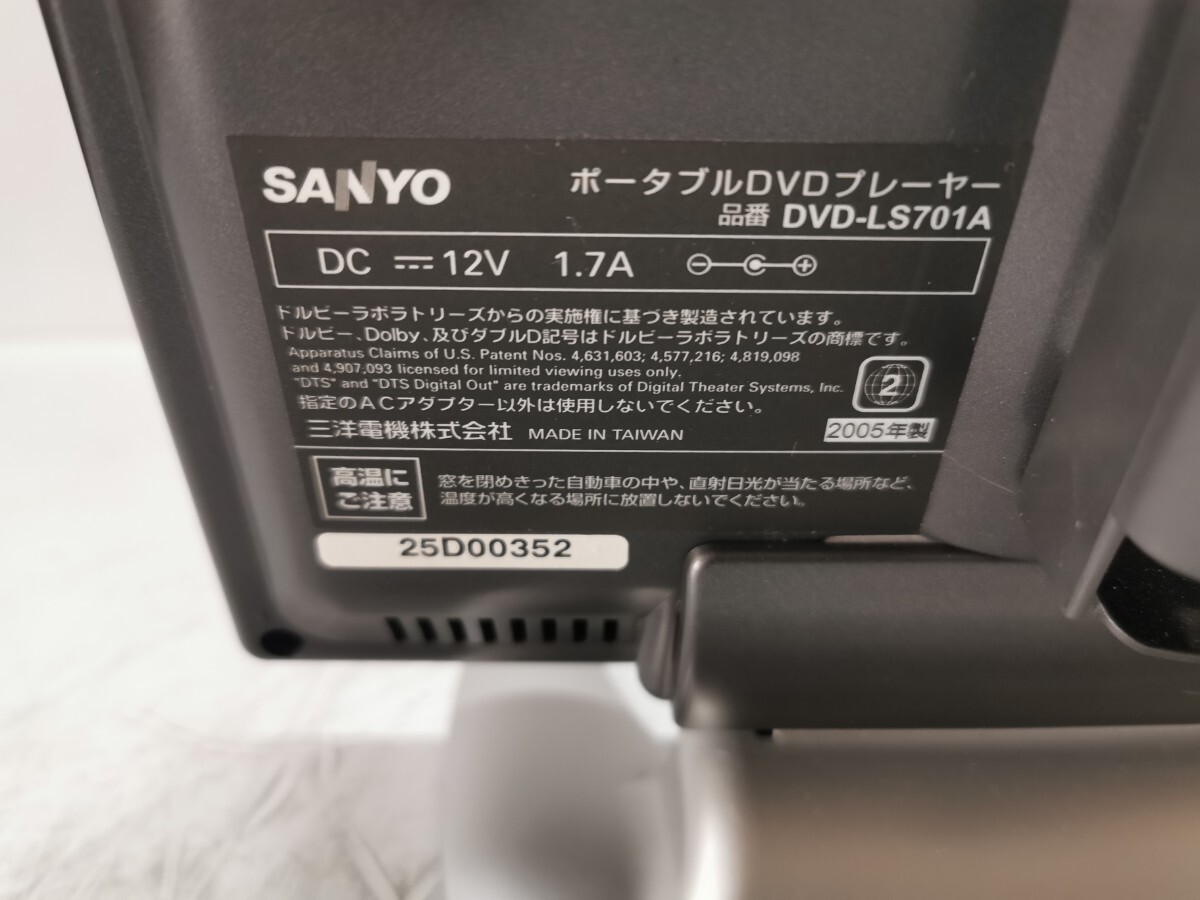 SANYO
ポータブルDVDプレーヤー
品番 DVD-LS701A
DC 12V 1.7A
ドルビーラボラトリーズからの実施権に基づき製造されています。
ドルビー、Dolby、及びダブルD記号はドルビーラボラトリーズの商標です。
Apparatus Claims of U.S. Patent Nos. 4,631,603; 4,577,216; 4,819,098
and 4,907,093 licensed for limited viewing uses only.
"DTS" and "DTS Digital Out" are trademarks of Digital Theater Systems, Inc.
指定のACアダプター以外は使用しないでください。
2
三洋電機株式会社 MADE IN TAIWAN
2005年製
高温に
ご注意
窓を閉めきった自動車の中や、直射日光が当たる場所など、
温度が高くなる場所に放置しないでください。
25D00352